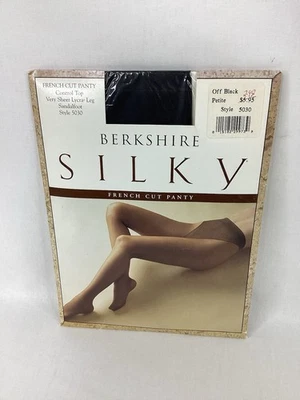 FRENCH CUT PANTY
Control Top
Very Sheer Lycra Leg
Sandalfoot
Style 5030
Off Black
Petite $5.95
Style 5030
BERKSHIRE
SILKY
FRENCH CUT PANTY